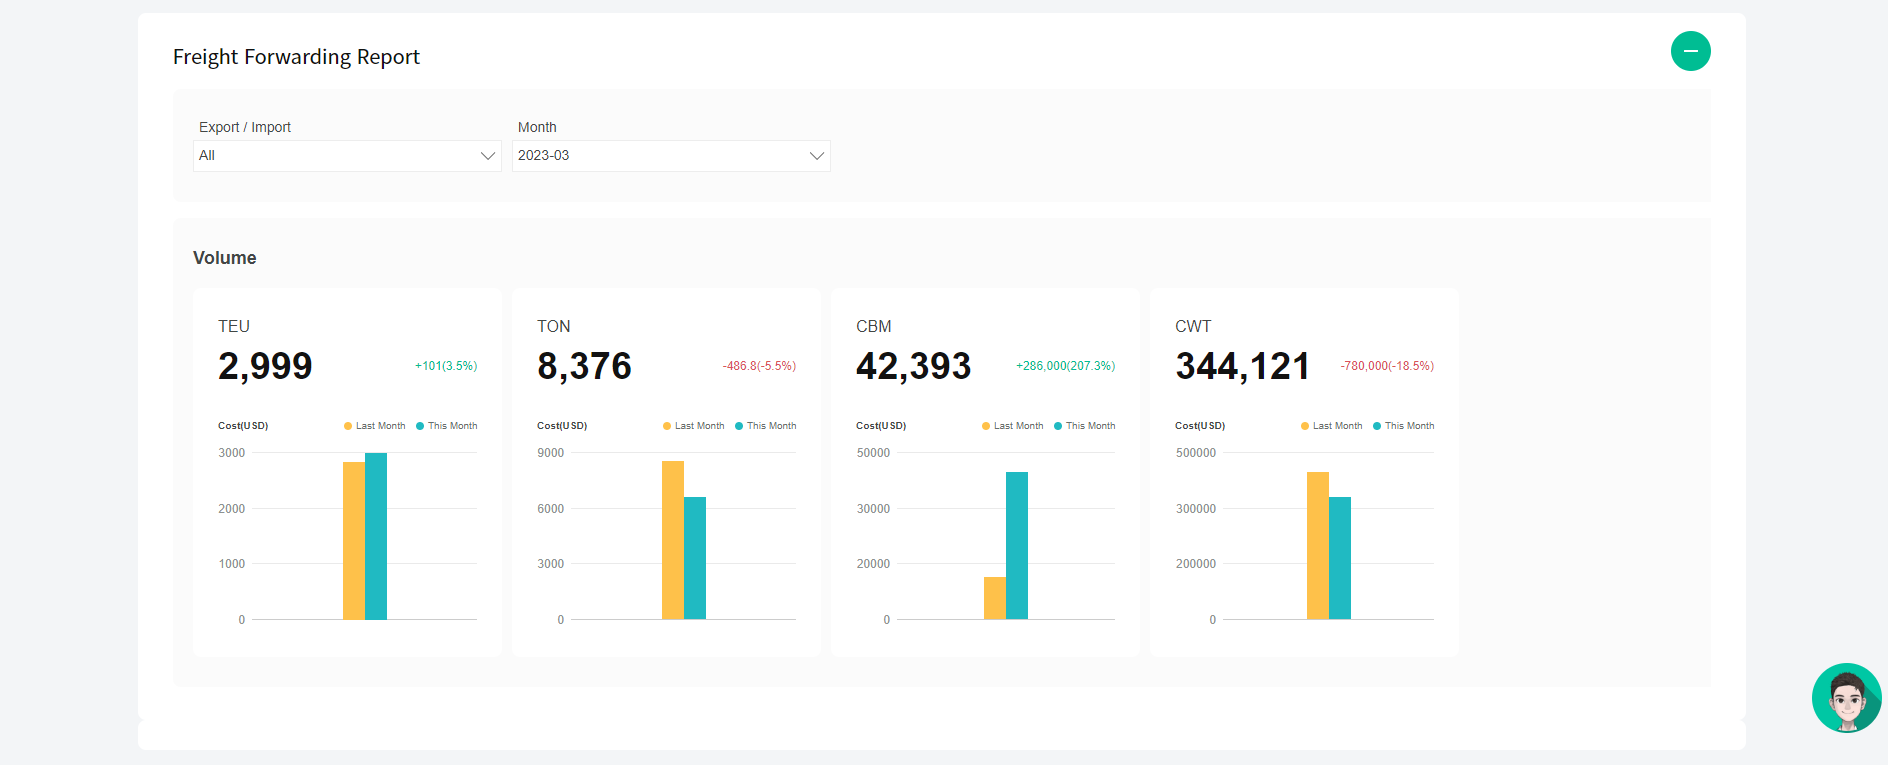 Freight Forwarding Report
Export / Import
Month
All
2023-03
Volume
TEU
2,999
+101(3.5%)
Cost(USD)
Last Month
This Month
3000
2000
1000
0
TON
8,376
-486.8(-5.5%)
Cost(USD)
Last Month
This Month
9000
6000
3000
0
CBM
42,393
+286,000(207.3%)
Cost(USD)
Last Month
This Month
50000
30000
20000
0
CWT
344,121
-780,000(-18.5%)
Cost(USD)
Last Month
This Month
500000
300000
200000
0